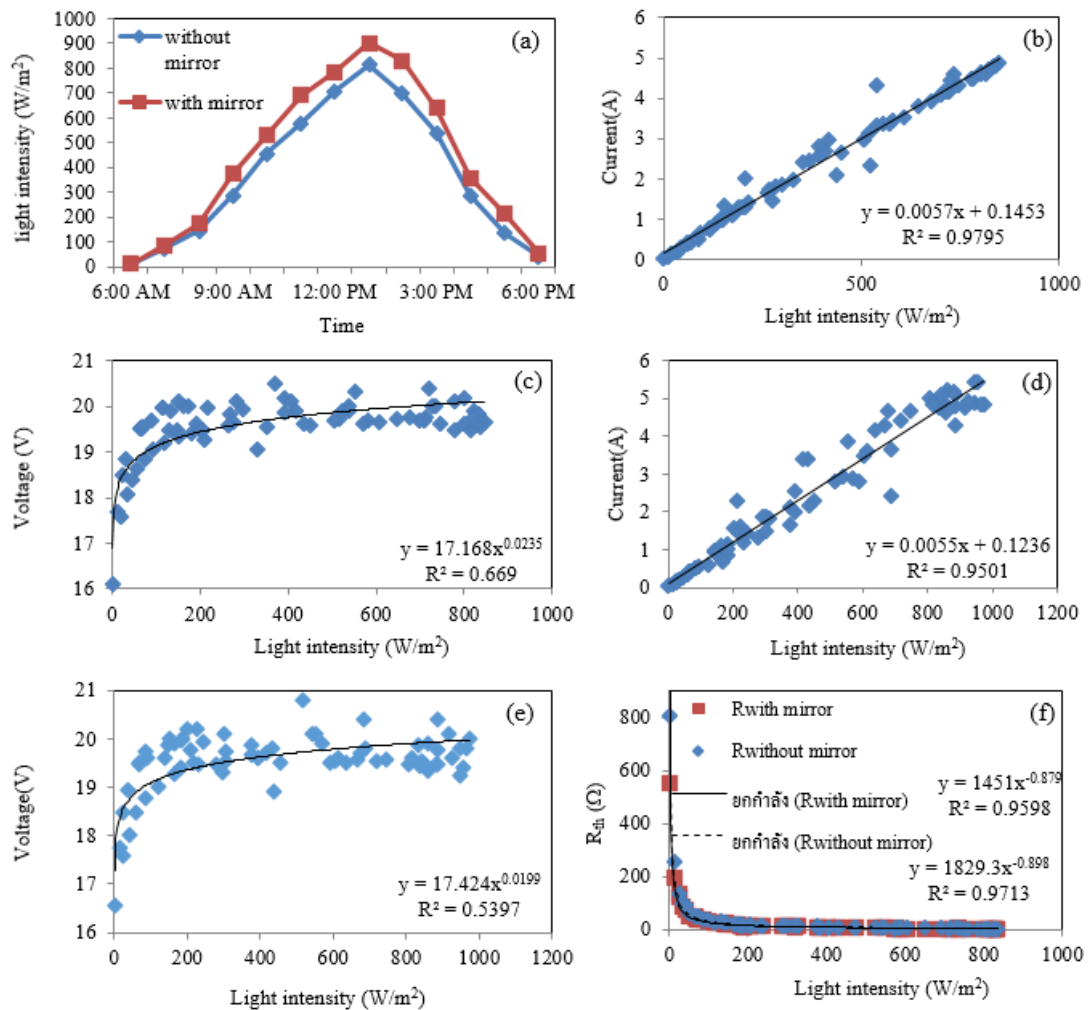 (a)
without
mirror
with mirror
light intensity (W/m²)
1000
900
800
700
600
500
400
300
200
100
0
6:00 AM 9:00 AM 12:00 PM 3:00 PM 6:00 PM
Time
(b)
Current(A)
6
5
4
3
2
1
0
y = 0.0057x + 0.1453
R² = 0.9795
0 500 1000
Light intensity (W/m²)
(c)
Voltage (V)
21
20
19
18
17
16
y = 17.168x^0.0235
R² = 0.669
0 200 400 600 800 1000
Light intensity (W/m²)
(d)
Current(A)
6
5
4
3
2
1
0
y = 0.0055x + 0.1236
R² = 0.9501
0 200 400 600 800 1000 1200
Light intensity (W/m²)
(e)
Voltage(V)
21
20
19
18
17
16
y = 17.424x^0.0199
R² = 0.5397
0 200 400 600 800 1000 1200
Light intensity (W/m²)
(f)
Rth (Ω)
800
600
400
200
0
Rwith mirror
Rwithout mirror
ยกกำลัง (Rwith mirror)
ยกกำลัง (Rwithout mirror)
y = 1451x^-0.879
R² = 0.9598
y = 1829.3x^-0.898
R² = 0.9713
0 200 400 600 800 1000
Light intensity (W/m²)